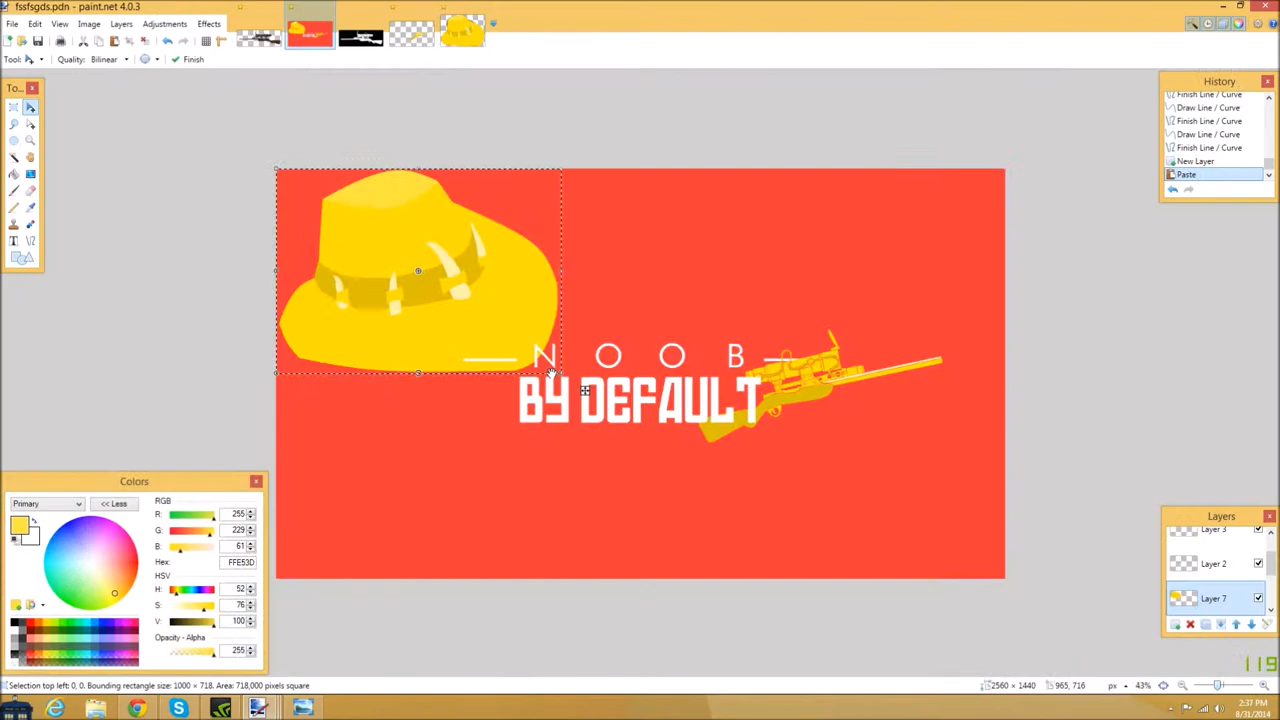 fssfsgds.pdn - paint.net 4.0.3
File Edit View Image Layers Adjustments Effects
Tool: Quality: Bilinear Finish
To...
History
Finish Line / Curve
Draw Line / Curve
Finish Line / Curve
Draw Line / Curve
Finish Line / Curve
New Layer
Paste
NOOB
BY DEFAULT
Colors
Primary << Less RGB
R: 255
G: 229
B: 61
Hex: FFE53D
HSV
H: 52
S: 76
V: 100
Opacity - Alpha
255
Layers
Layer 3
Layer 2
Layer 7
119
Selection top left: 0, 0. Bounding rectangle size: 1000 × 718. Area: 718,000 pixels square 2560 × 1440 965, 716 px 43%
2:37 PM
8/31/2014